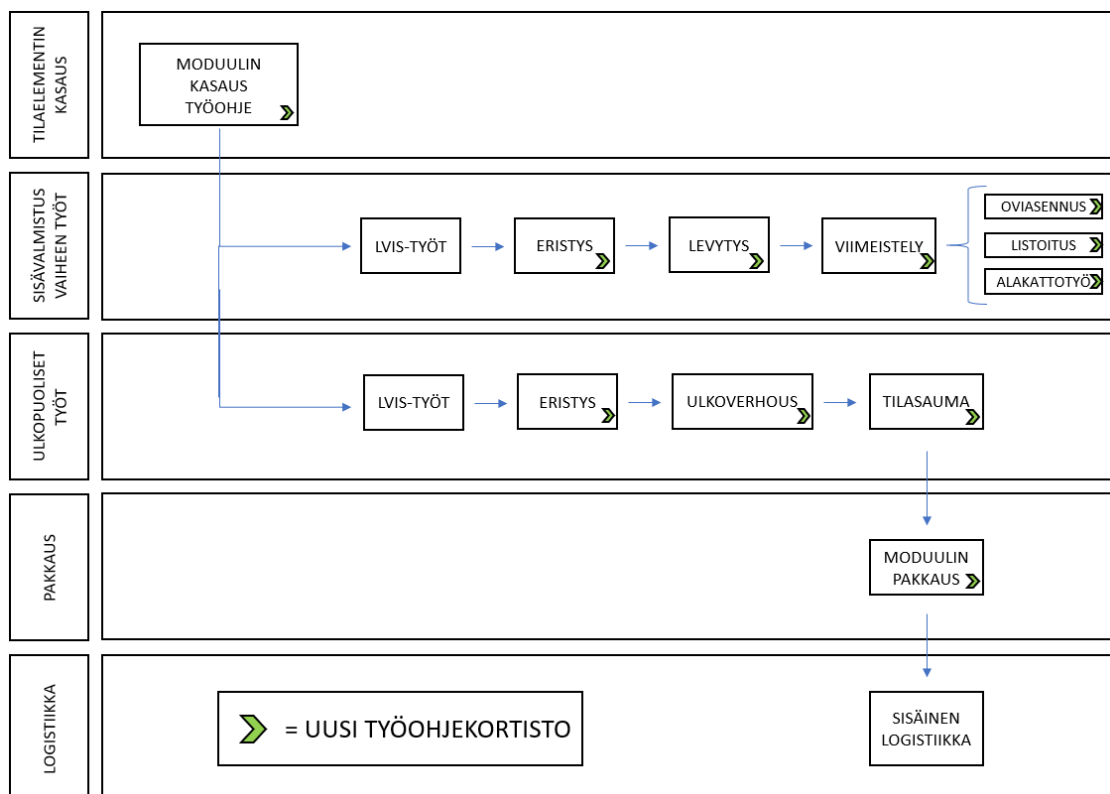 TILAELEMENTIN
KASAUS
MODUULIN
KASAUS
TYÖOHJE
SISÄVALMISTUS
VAIHEEN TYÖT
LVIS-TYÖT
ERISTYS
LEVYTYS
VIIMEISTELY
OVIASENNUS
LISTOITUS
ALAKATTOTYÖ
ULKOPUOLISET
TYÖT
LVIS-TYÖT
ERISTYS
ULKOVERHOUS
TILASAUMA
PAKKAUS
MODUULIN
PAKKAUS
LOGISTIIKKA
= UUSI TYÖOHJEKORTISTO
SISÄINEN
LOGISTIIKKA